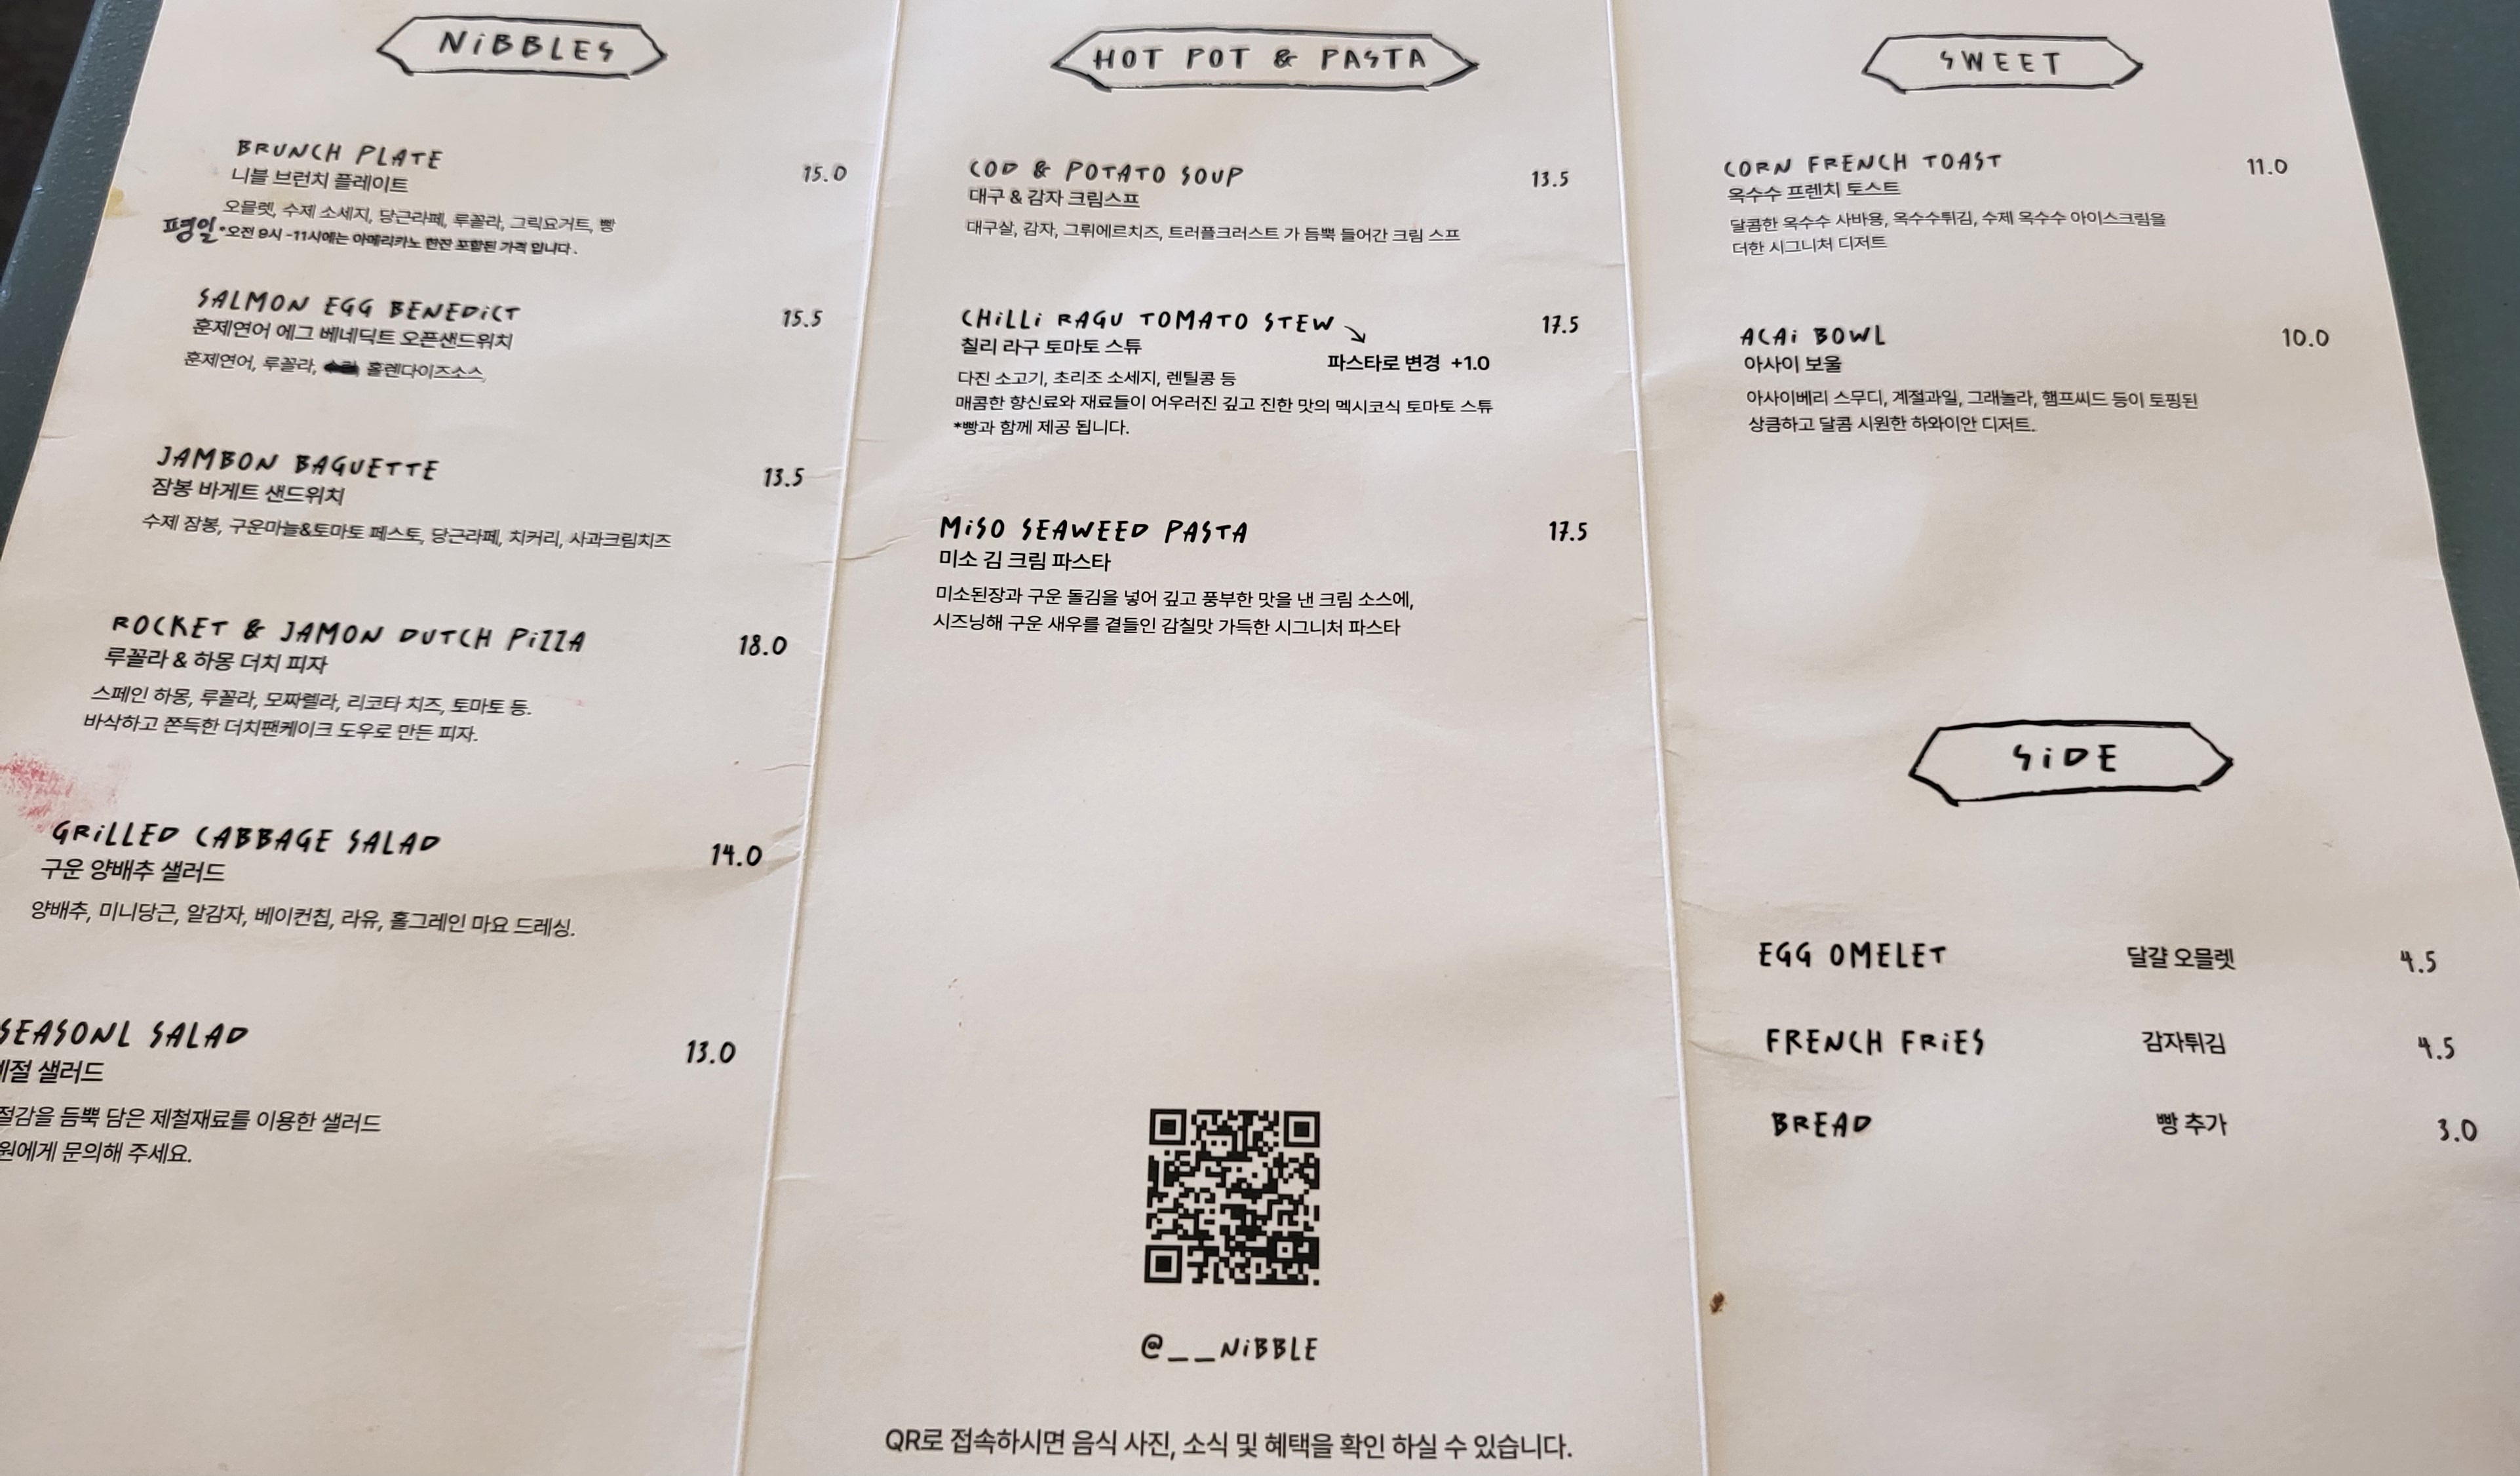 NiBBLES
BRUNCH PLATE
15.0
니블 브런치 플레이트
오믈렛, 수제 소세지, 당근라페, 루꼴라, 그릭요거트, 빵
평일 *오전 9시 -11시에는 아메리카노 한잔 포함된 가격 입니다.
SALMON EGG BENEDiCT
15.5
훈제연어 에그 베네딕트 오픈샌드위치
훈제연어, 루꼴라, 홀렌다이즈소스,
JAMBON BAGUETTE
13.5
잠봉 바게트 샌드위치
수제 잠봉, 구운마늘&토마토 페스토, 당근라페, 치커리, 사과크림치즈
ROCKET & JAMON DUTCH PiZZA
18.0
루꼴라 & 하몽 더치 피자
스페인 하몽, 루꼴라, 모짜렐라, 리코타 치즈, 토마토 등.
바삭하고 쫀득한 더치팬케이크 도우로 만든 피자.
GRiLLED CABBAGE SALAD
14.0
구운 양배추 샐러드
양배추, 미니당근, 알감자, 베이컨칩, 라유, 홀그레인 마요 드레싱.
SEASONL SALAD
13.0
샐러드
절감을 듬뿍 담은 제철재료를 이용한 샐러드
원에게 문의해 주세요.
HOT POT & PASTA
COD & POTATO SOUP
13.5
대구 & 감자 크림스프
대구살, 감자, 그뤼에르치즈, 트러플크러스트 가 듬뿍 들어간 크림 스프
CHiLLi RAGU TOMATO STEW
17.5
칠리 라구 토마토 스튜
파스타로 변경 +1.0
다진 소고기, 초리조 소세지, 렌틸콩 등
매콤한 향신료와 재료들이 어우러진 깊고 진한 맛의 멕시코식 토마토 스튜
*빵과 함께 제공 됩니다.
MiSO SEAWEED PASTA
17.5
미소 김 크림 파스타
미소된장과 구운 돌김을 넣어 깊고 풍부한 맛을 낸 크림 소스에,
시즈닝해 구운 새우를 곁들인 감칠맛 가득한 시그니처 파스타
@__NiBBLE
QR로 접속하시면 음식 사진, 소식 및 혜택을 확인 하실 수 있습니다.
SWEET
CORN FRENCH TOAST
11.0
옥수수 프렌치 토스트
달콤한 옥수수 사바용, 옥수수튀김, 수제 옥수수 아이스크림을
더한 시그니처 디저트
ACAi BOWL
10.0
아사이 보울
아사이베리 스무디, 계절과일, 그래놀라, 햄프씨드 등이 토핑된
상큼하고 달콤 시원한 하와이안 디저트.
SiDE
EGG OMELET 달걀 오믈렛 4.5
FRENCH FRiES 감자튀김 4.5
BREAD 빵 추가 3.0